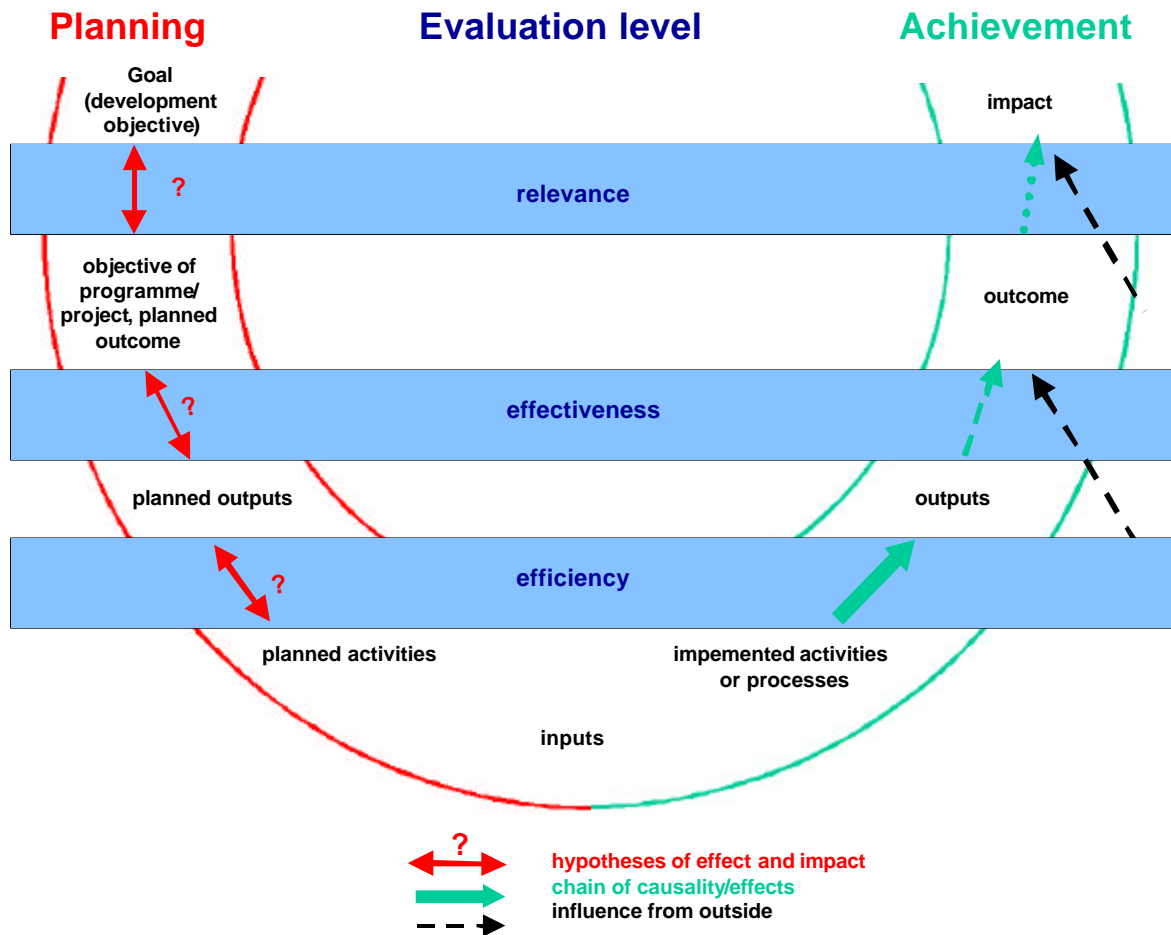 Planning Evaluation level Achievement
Goal
(development
objective)
impact
?
relevance
objective of
programme/
project, planned
outcome
outcome
?
effectiveness
planned outputs
outputs
?
efficiency
planned activities
impemented activities
or processes
inputs
?
hypotheses of effect and impact
chain of causality/effects
influence from outside